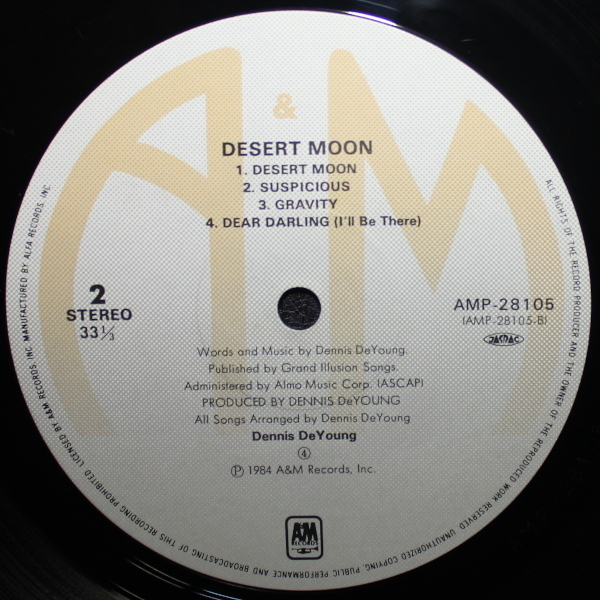 A&M
DESERT MOON
1. DESERT MOON
2. SUSPICIOUS
3. GRAVITY
4. DEAR DARLING (I'll Be There)
2
STEREO
33⅓
AMP-28105
(AMP-28105-B)
JASRAC
Words and Music by Dennis DeYoung.
Published by Grand Illusion Songs.
Administered by Almo Music Corp. (ASCAP)
PRODUCED BY DENNIS DeYOUNG
All Songs Arranged by Dennis DeYoung
Dennis DeYoung
④
℗ 1984 A&M Records, Inc.
A&M
RECORDS
ALL RIGHTS OF THE RECORD PRODUCER AND THE OWNER OF THE REPRODUCED WORK RESERVED. UNAUTHORIZED COPYING, PUBLIC PERFORMANCE AND BROADCASTING OF THIS RECORDING PROHIBITED LICENSED BY A&M RECORDS, INC. MANUFACTURED BY ALFA RECORDS, INC